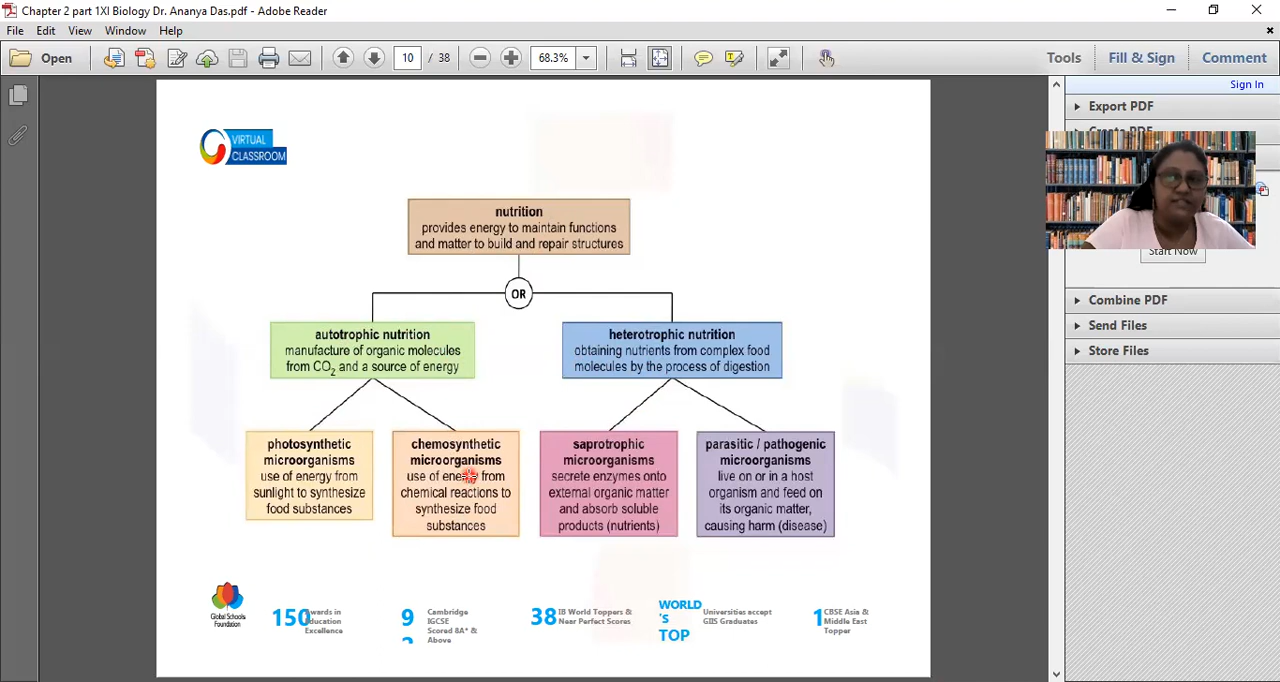 Chapter 2 part 1XI Biology Dr. Ananya Das.pdf - Adobe Reader
File Edit View Window Help
Open
10 / 38
68.3%
Tools
Fill & Sign
Comment
Sign In
Export PDF
Start Now
Combine PDF
Send Files
Store Files
VIRTUAL
CLASSROOM
nutrition
provides energy to maintain functions
and matter to build and repair structures
OR
autotrophic nutrition
manufacture of organic molecules
from CO2 and a source of energy
heterotrophic nutrition
obtaining nutrients from complex food
molecules by the process of digestion
photosynthetic
microorganisms
use of energy from
sunlight to synthesize
food substances
chemosynthetic
microorganisms
use of energy from
chemical reactions to
synthesize food
substances
saprotrophic
microorganisms
secrete enzymes onto
external organic matter
and absorb soluble
products (nutrients)
parasitic / pathogenic
microorganisms
live on or in a host
organism and feed on
its organic matter,
causing harm (disease)
Global Schools
Foundation
150
wards in
ducation
Excellence
9
Cambridge
IGCSE
Scored 8A* &
Above
38
IB World Toppers &
Near Perfect Scores
WORLD
'S
TOP
Universities accept
GIIS Graduates
1
CBSE Asia &
Middle East
Topper